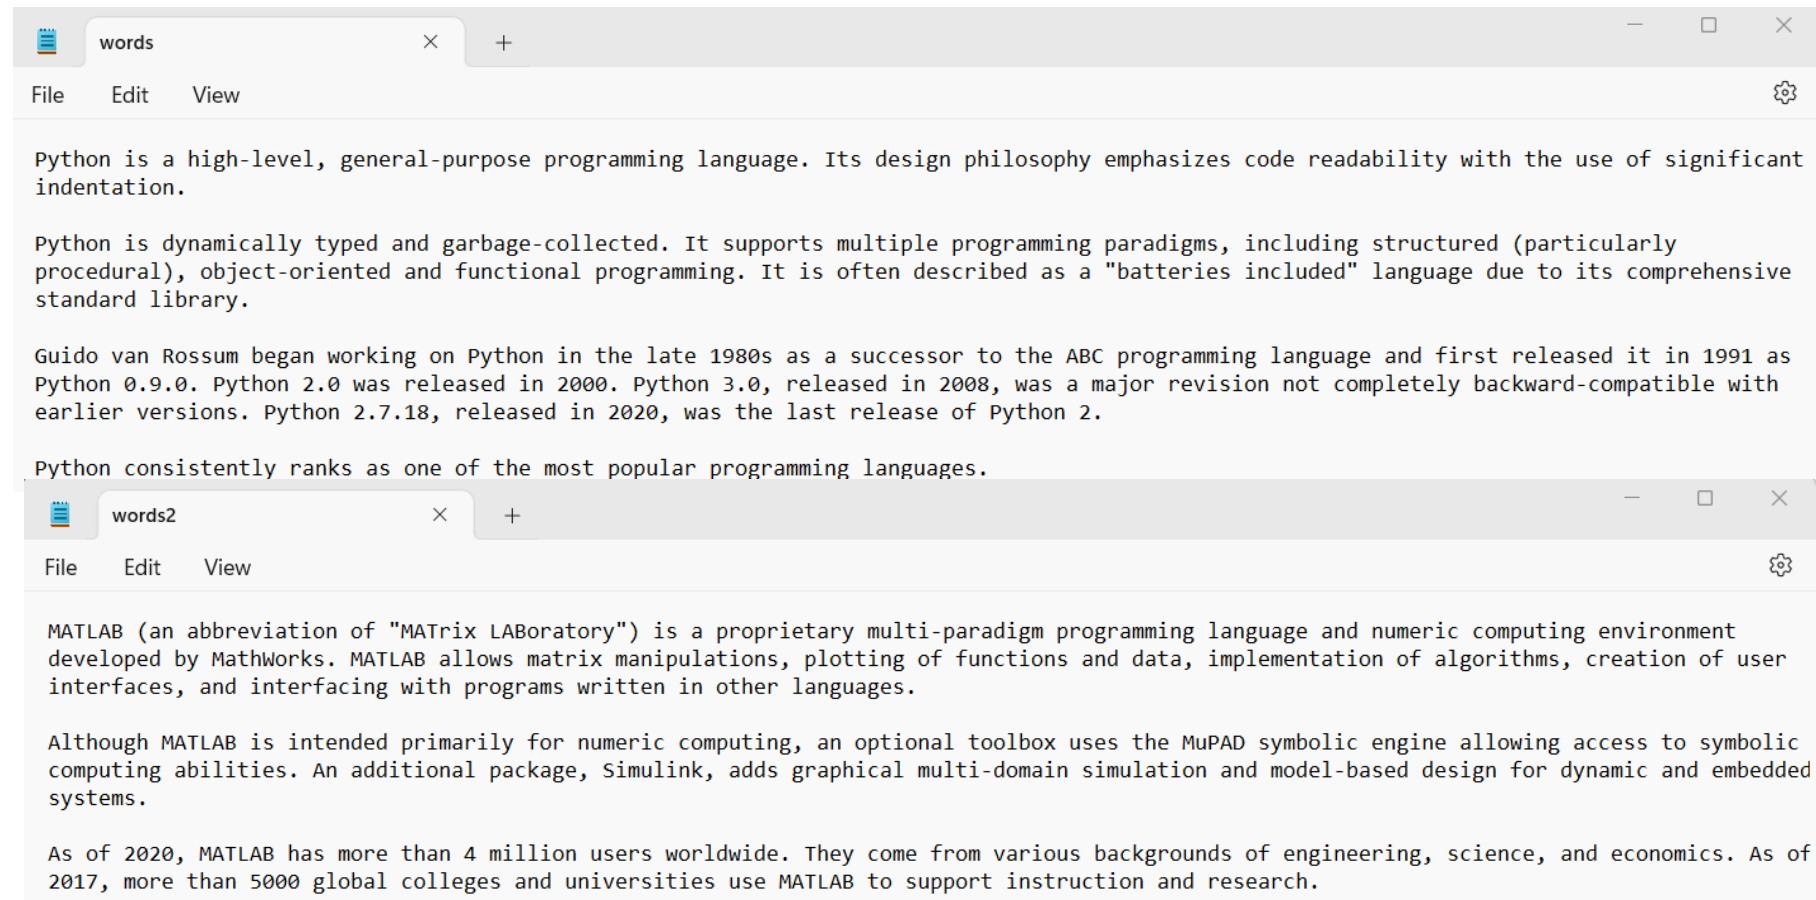 words
File Edit View
Python is a high-level, general-purpose programming language. Its design philosophy emphasizes code readability with the use of significant
indentation.
Python is dynamically typed and garbage-collected. It supports multiple programming paradigms, including structured (particularly
procedural), object-oriented and functional programming. It is often described as a "batteries included" language due to its comprehensive
standard library.
Guido van Rossum began working on Python in the late 1980s as a successor to the ABC programming language and first released it in 1991 as
Python 0.9.0. Python 2.0 was released in 2000. Python 3.0, released in 2008, was a major revision not completely backward-compatible with
earlier versions. Python 2.7.18, released in 2020, was the last release of Python 2.
Python consistently ranks as one of the most popular programming languages.
words2
File Edit View
MATLAB (an abbreviation of "MATrix LABoratory") is a proprietary multi-paradigm programming language and numeric computing environment
developed by MathWorks. MATLAB allows matrix manipulations, plotting of functions and data, implementation of algorithms, creation of user
interfaces, and interfacing with programs written in other languages.
Although MATLAB is intended primarily for numeric computing, an optional toolbox uses the MuPAD symbolic engine allowing access to symbolic
computing abilities. An additional package, Simulink, adds graphical multi-domain simulation and model-based design for dynamic and embedded
systems.
As of 2020, MATLAB has more than 4 million users worldwide. They come from various backgrounds of engineering, science, and economics. As of
2017, more than 5000 global colleges and universities use MATLAB to support instruction and research.